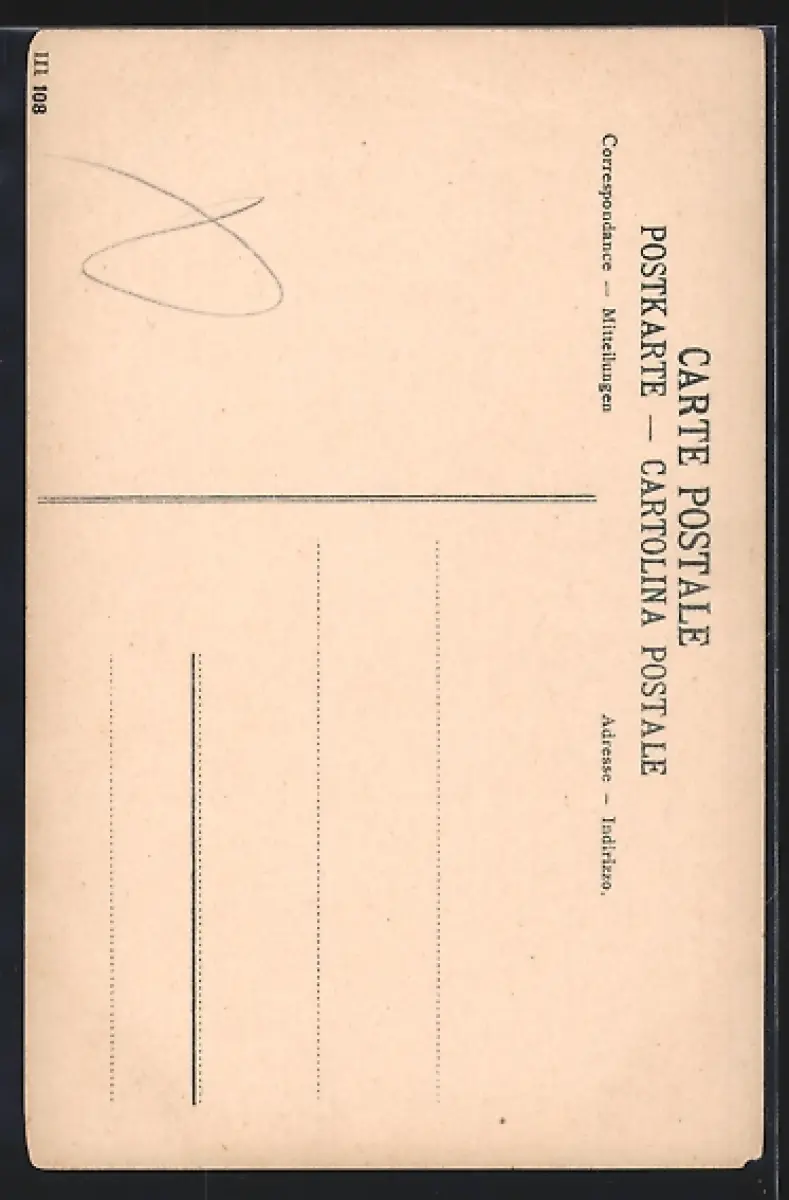 CARTE POSTALE
POSTKARTE — CARTOLINA POSTALE
Correspondance — Mitteilungen
Adresse — Indirizzo.
III 108